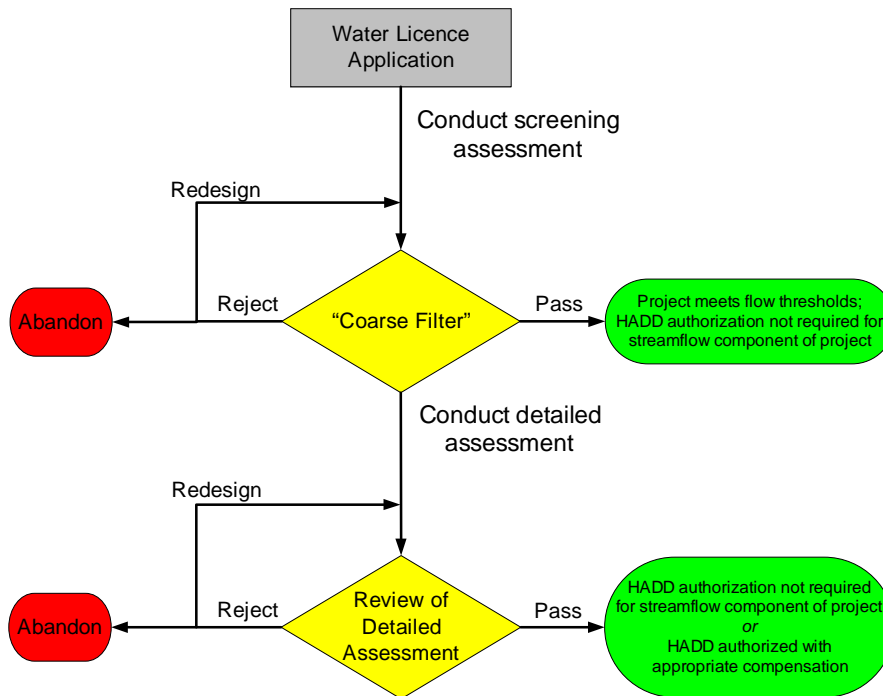 Water Licence
Application
Conduct screening
assessment
Redesign
Abandon
Reject
“Coarse Filter”
Pass
Project meets flow thresholds;
HADD authorization not required for
streamflow component of project
Conduct detailed
assessment
Redesign
Abandon
Reject
Review of
Detailed
Assessment
Pass
HADD authorization not required
for streamflow component of project
or
HADD authorized with
appropriate compensation